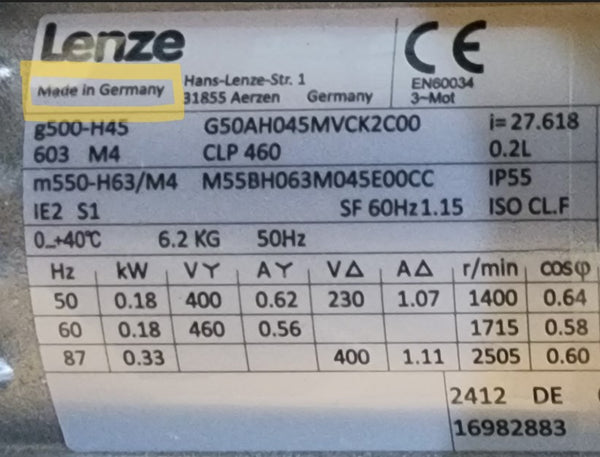 Lenze
Made in Germany
Hans-Lenze-Str. 1
31855 Aerzen Germany
CE
EN60034
3~Mot
g500-H45 G50AH045MVCK2C00 i=27.618
603 M4 CLP 460 0.2L
m550-H63/M4 M55BH063M045E00CC IP55
IE2 S1 SF 60Hz 1.15 ISO CL.F
0...+40°C 6.2 KG 50Hz
Hz kW VY AY VΔ AΔ r/min cosφ
50 0.18 400 0.62 230 1.07 1400 0.64
60 0.18 460 0.56 1715 0.58
87 0.33 400 1.11 2505 0.60
2412 DE
16982883